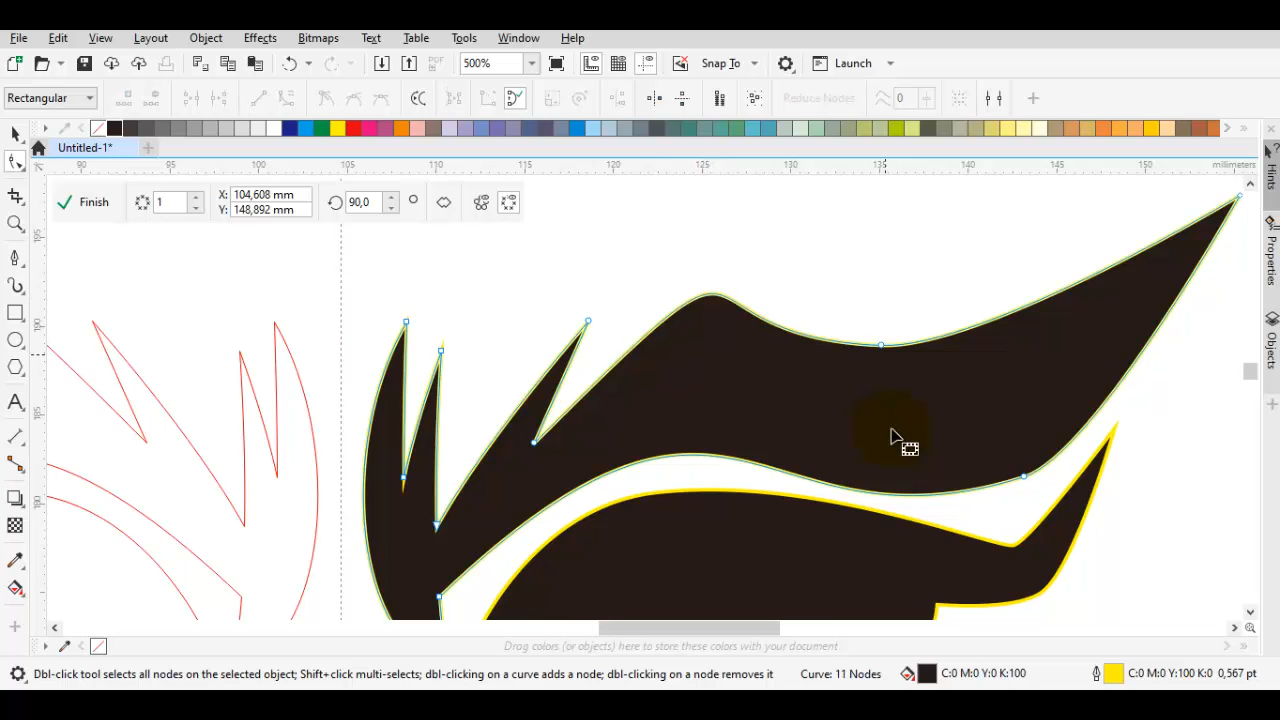 File Edit View Layout Object Effects Bitmaps Text Table Tools Window Help
500% Snap To Launch
Rectangular Reduce Nodes 0
Untitled-1*
90 95 100 105 110 115 120 125 130 135 140 145 150 millimeters
Finish 1 X: 104,608 mm 90,0
Y: 148,892 mm
195
190
185
180
Hints
Properties
Objects
Drag colors (or objects) here to store these colors with your document
Dbl-click tool selects all nodes on the selected object; Shift+click multi-selects; dbl-clicking on a curve adds a node; dbl-clicking on a node removes it Curve: 11 Nodes C:0 M:0 Y:0 K:100 C:0 M:0 Y:100 K:0 0,567 pt